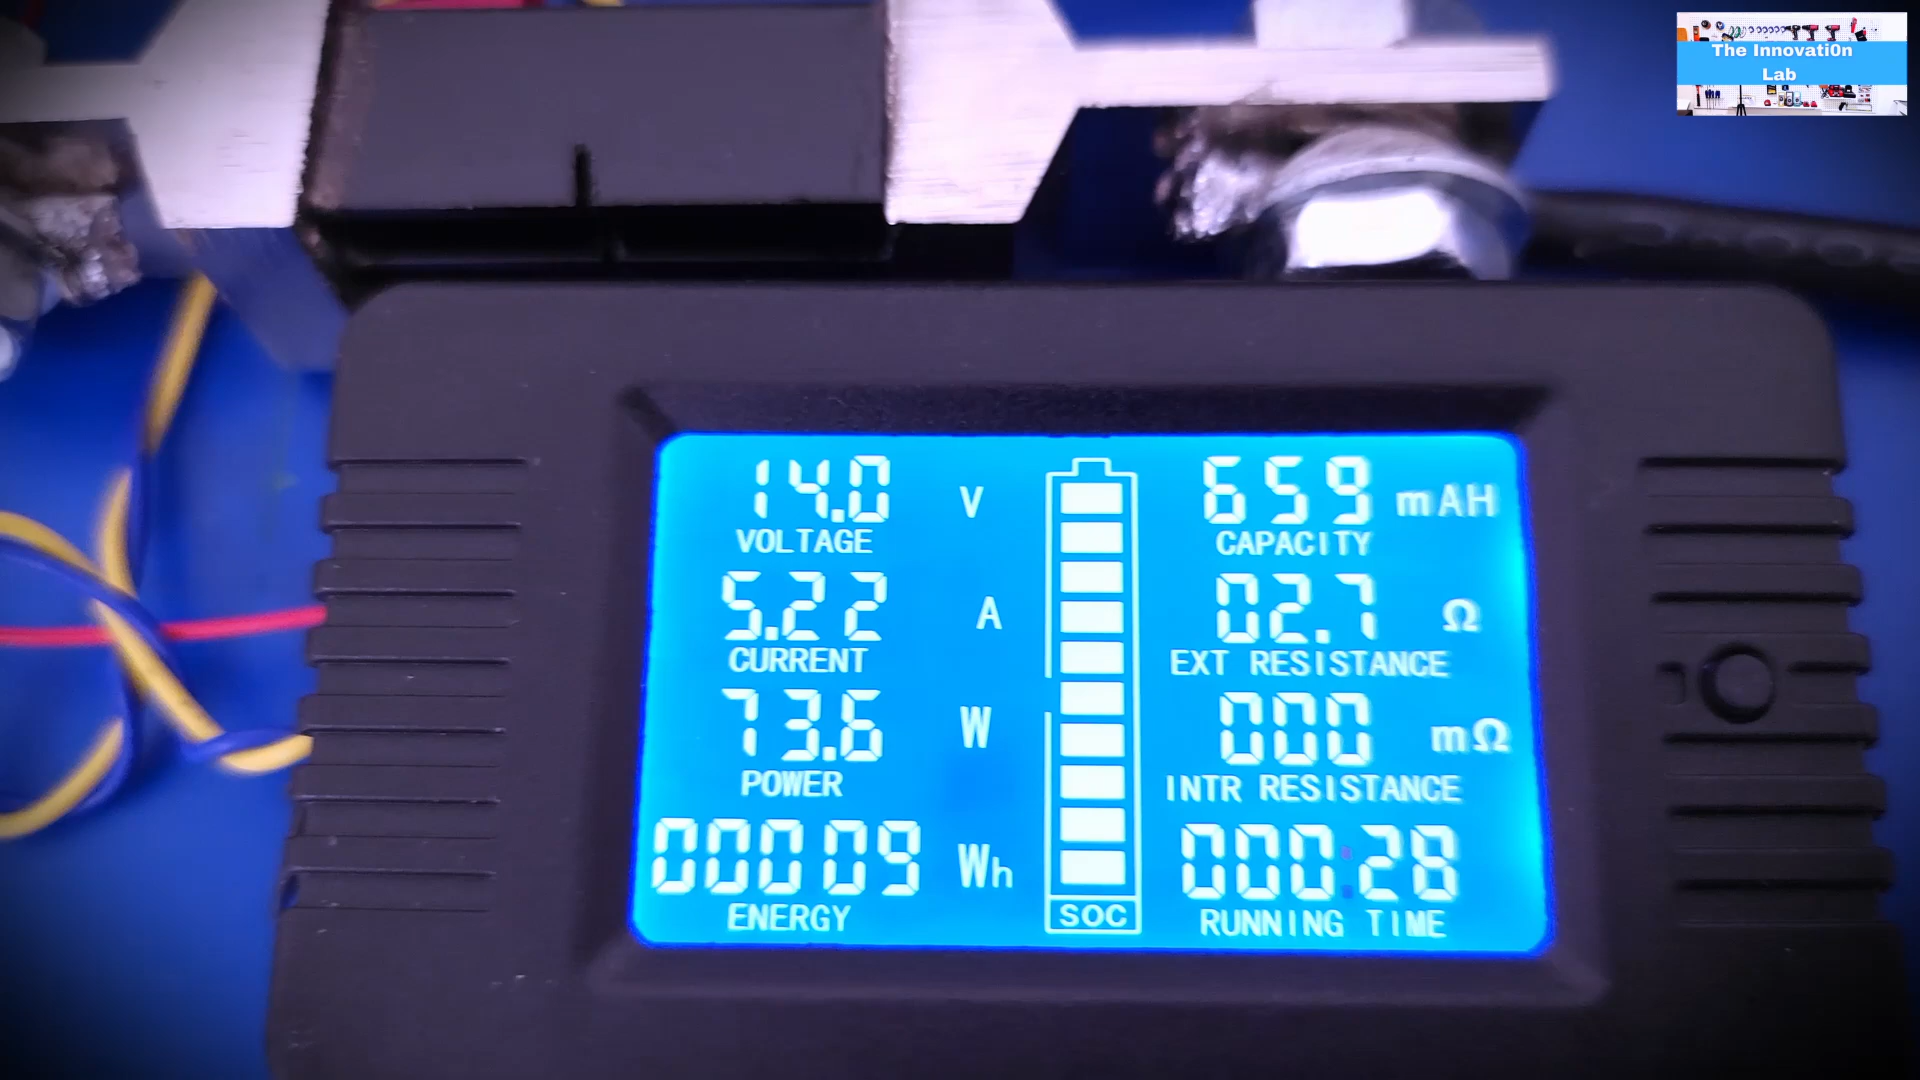 The Innovati0n
Lab
14.0 V
VOLTAGE
5.22 A
CURRENT
73.6 W
POWER
00009 Wh
ENERGY
SOC
659 mAH
CAPACITY
02.7 Ω
EXT RESISTANCE
000 mΩ
INTR RESISTANCE
000:28
RUNNING TIME